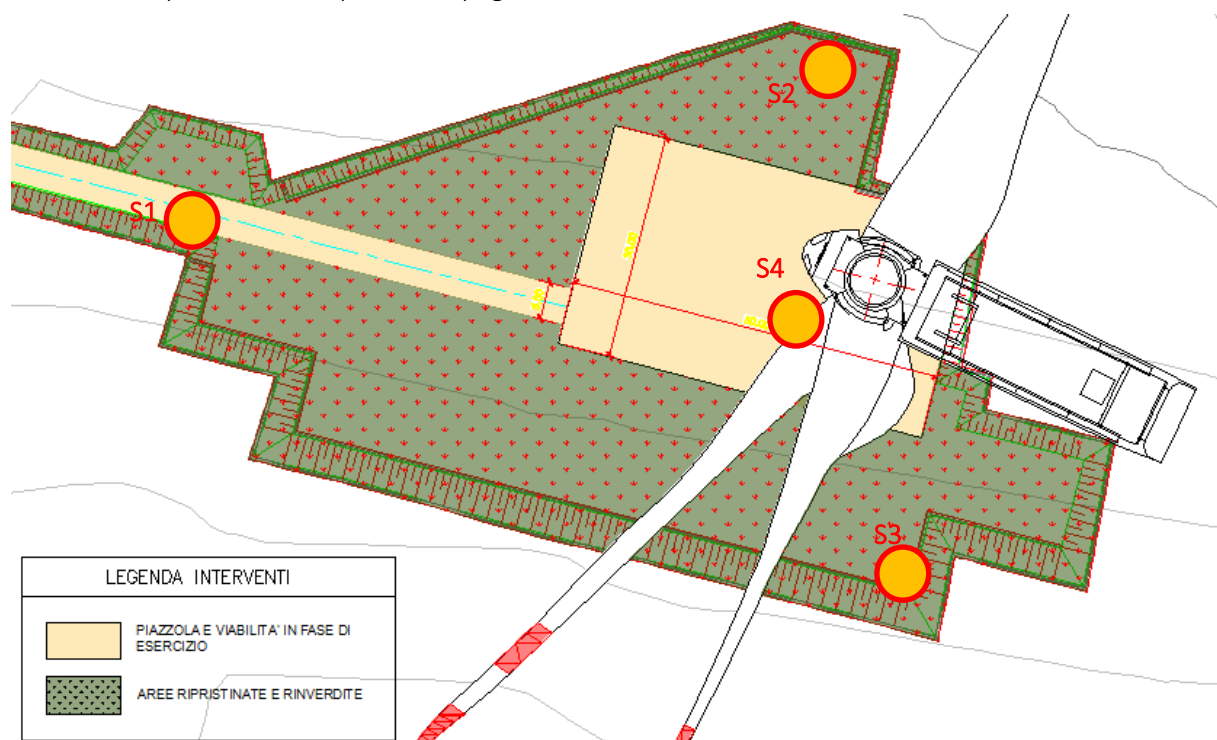 S2
S1
S4
S3
LEGENDA INTERVENTI
PIAZZOLA E VIABILITA' IN FASE DI
ESERCIZIO
AREE RIPRISTINATE E RINVERDITE